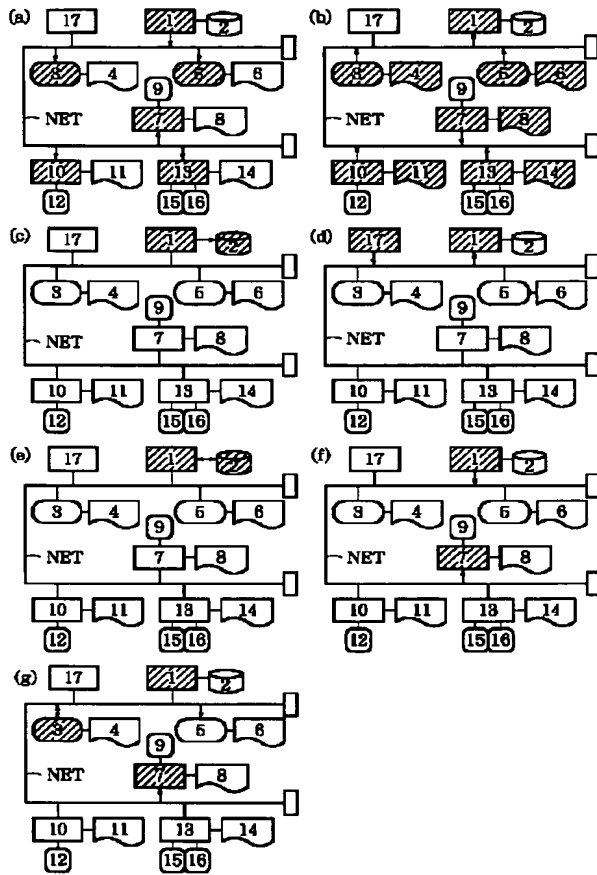 (a) 17 1 2
3 4 5 6
9
NET 7 8
10 11 13 14
12 15 16
(b) 17 1 2
3 4 5 6
9
NET 7 8
10 11 13 14
12 15 16
(c) 17 1 2
3 4 5 6
9
NET 7 8
10 11 13 14
12 15 16
(d) 17 1 2
3 4 5 6
9
NET 7 8
10 11 13 14
12 15 16
(e) 17 1 2
3 4 5 6
9
NET 7 8
10 11 13 14
12 15 16
(f) 17 1 2
3 4 5 6
9
NET 7 8
10 11 13 14
12 15 16
(g) 17 1 2
3 4 5 6
9
NET 7 8
10 11 13 14
12 15 16